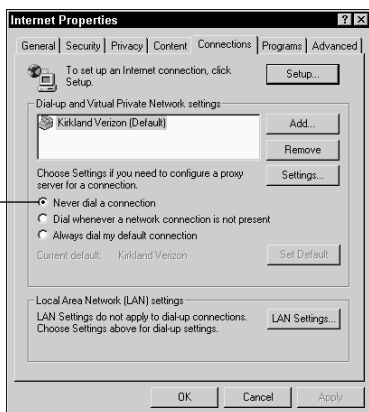 Internet Properties
General Security Privacy Content Connections Programs Advanced
To set up an Internet connection, click
Setup.
Setup...
Dial-up and Virtual Private Network settings
Kirkland Verizon (Default)
Add...
Remove
Choose Settings if you need to configure a proxy
server for a connection.
Settings...
Never dial a connection
Dial whenever a network connection is not present
Always dial my default connection
Current default: Kirkland Verizon
Set Default
Local Area Network (LAN) settings
LAN Settings do not apply to dial-up connections.
Choose Settings above for dial-up settings.
LAN Settings...
OK Cancel Apply